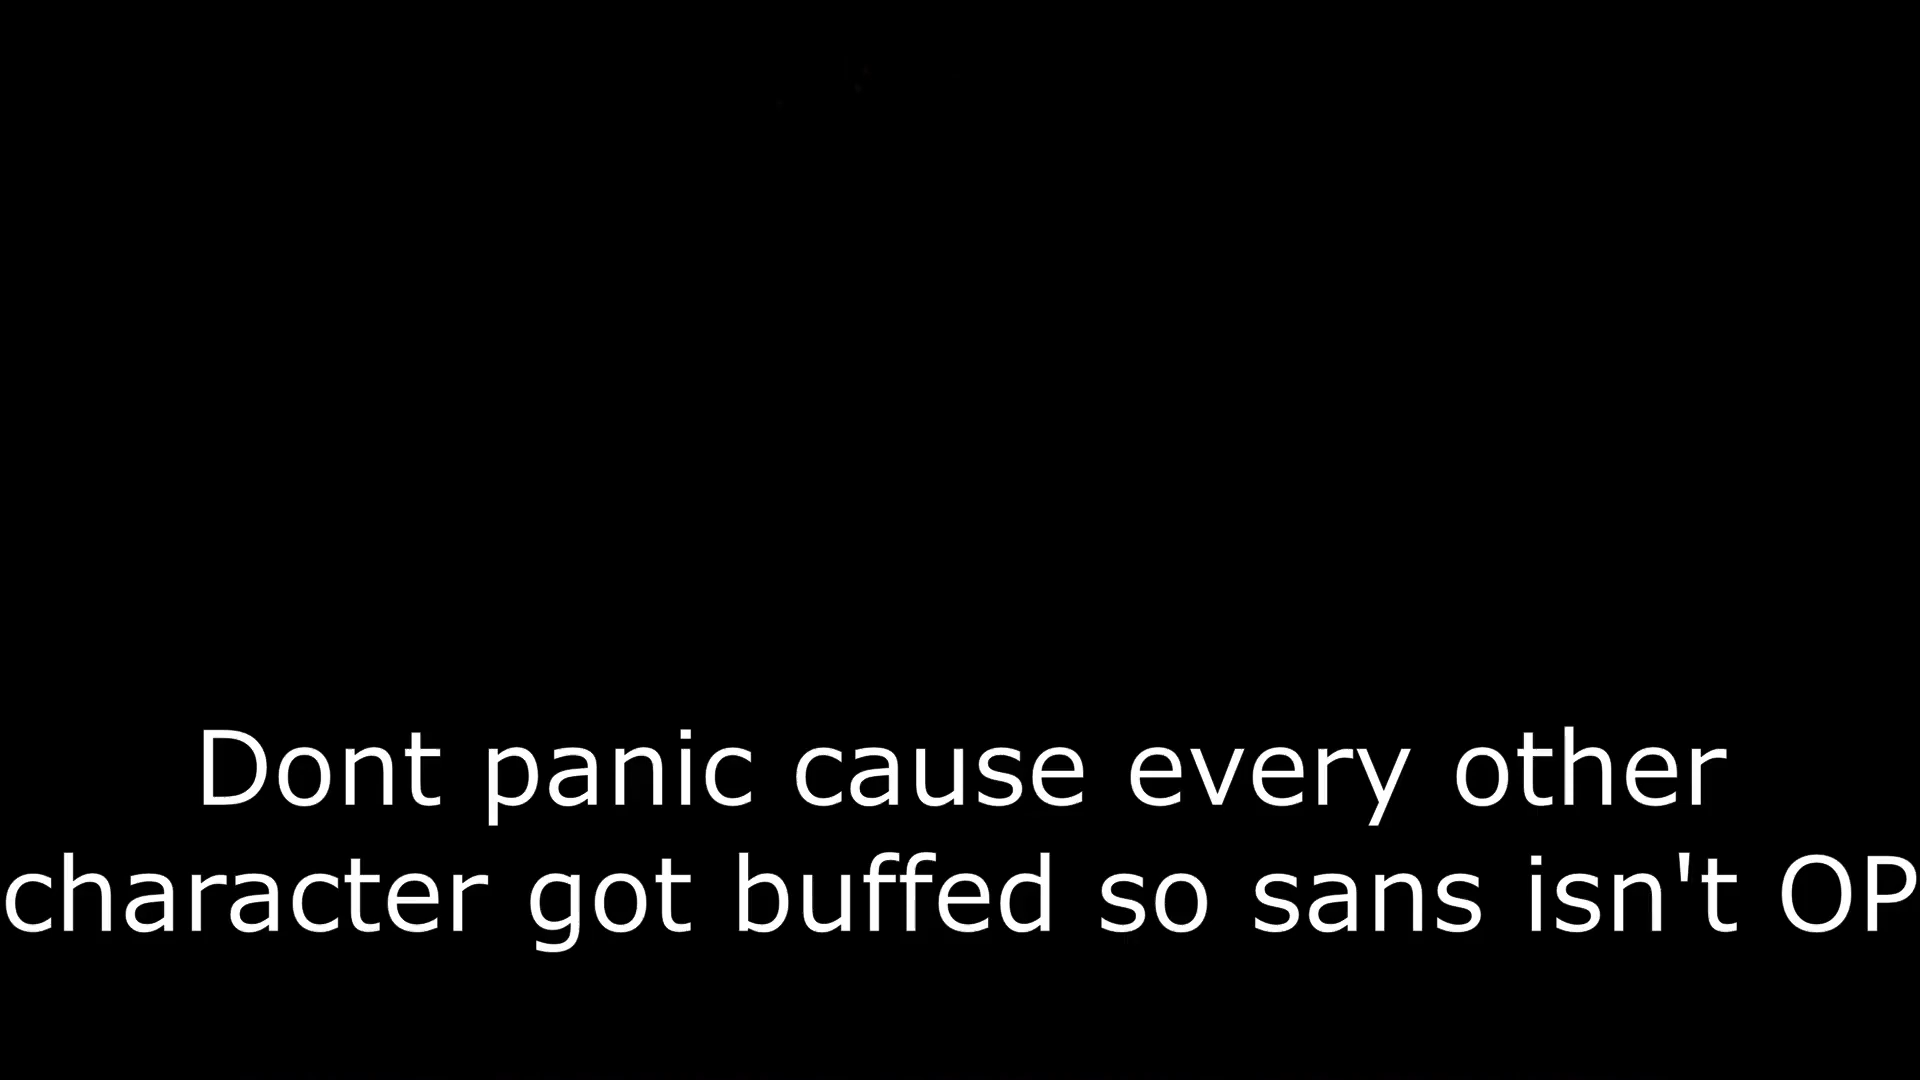 Dont panic cause every other
character got buffed so sans isn't OP